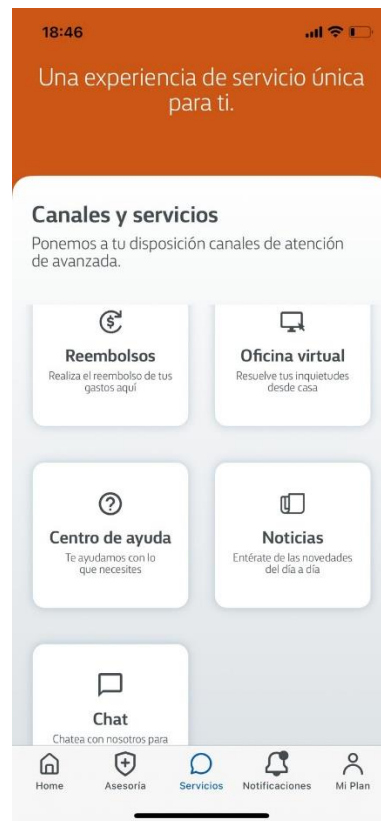 18:46
Una experiencia de servicio única
para ti.
Canales y servicios
Ponemos a tu disposición canales de atención
de avanzada.
Reembolsos
Realiza el reembolso de tus
gastos aquí
Oficina virtual
Resuelve tus inquietudes
desde casa
Centro de ayuda
Te ayudamos con lo
que necesites
Noticias
Entérate de las novedades
del día a día
Chat
Chatea con nosotros para
Home
Asesoría
Servicios
Notificaciones
Mi Plan